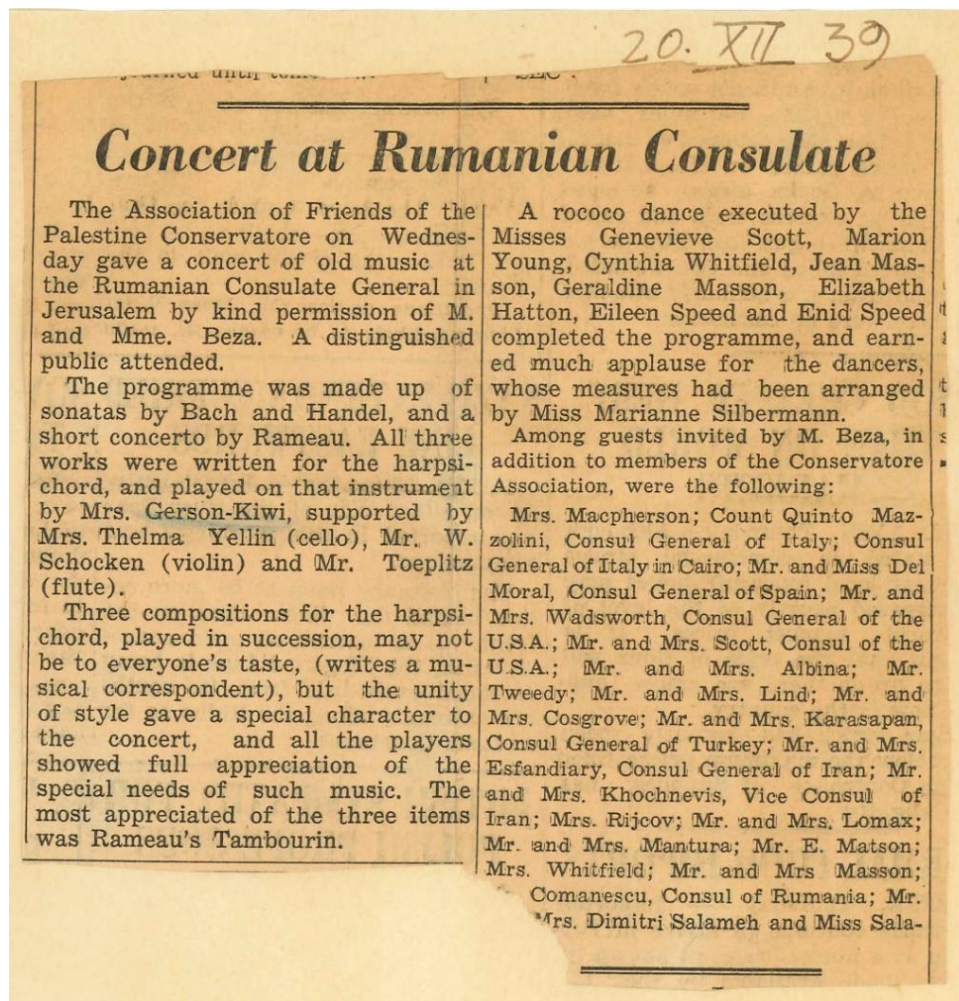 20. XII 39
Concert at Rumanian Consulate
The Association of Friends of the
Palestine Conservatore on Wednes-
day gave a concert of old music at
the Rumanian Consulate General in
Jerusalem by kind permission of M.
and Mme. Beza. A distinguished
public attended.
The programme was made up of
sonatas by Bach and Handel, and a
short concerto by Rameau. All three
works were written for the harpsi-
chord, and played on that instrument
by Mrs. Gerson-Kiwi, supported by
Mrs. Thelma Yellin (cello), Mr. W.
Schocken (violin) and Mr. Toeplitz
(flute).
Three compositions for the harpsi-
chord, played in succession, may not
be to everyone's taste, (writes a mu-
sical correspondent), but the unity
of style gave a special character to
the concert, and all the players
showed full appreciation of the
special needs of such music. The
most appreciated of the three items
was Rameau's Tambourin.
A rococo dance executed by the
Misses Genevieve Scott, Marion
Young, Cynthia Whitfield, Jean Mas-
son, Geraldine Masson, Elizabeth
Hatton, Eileen Speed and Enid Speed
completed the programme, and earn-
ed much applause for the dancers,
whose measures had been arranged
by Miss Marianne Silbermann.
Among guests invited by M. Beza, in
addition to members of the Conservatore
Association, were the following:
Mrs. Macpherson; Count Quinto Maz-
zolini, Consul General of Italy; Consul
General of Italy in Cairo; Mr. and Miss Del
Moral, Consul General of Spain; Mr. and
Mrs. Wadsworth, Consul General of the
U.S.A.; Mr. and Mrs. Scott, Consul of the
U.S.A.; Mr. and Mrs. Albina; Mr.
Tweedy; Mr. and Mrs. Lind; Mr. and
Mrs. Cosgrove; Mr. and Mrs. Karasapan,
Consul General of Turkey; Mr. and Mrs.
Esfandiary, Consul General of Iran; Mr.
and Mrs. Khochnevis, Vice Consul of
Iran; Mrs. Rijcov; Mr. and Mrs. Lomax;
Mr. and Mrs. Mantura; Mr. E. Matson;
Mrs. Whitfield; Mr. and Mrs Masson;
Comanescu, Consul of Rumania; Mr.
Mrs. Dimitri Salameh and Miss Sala-